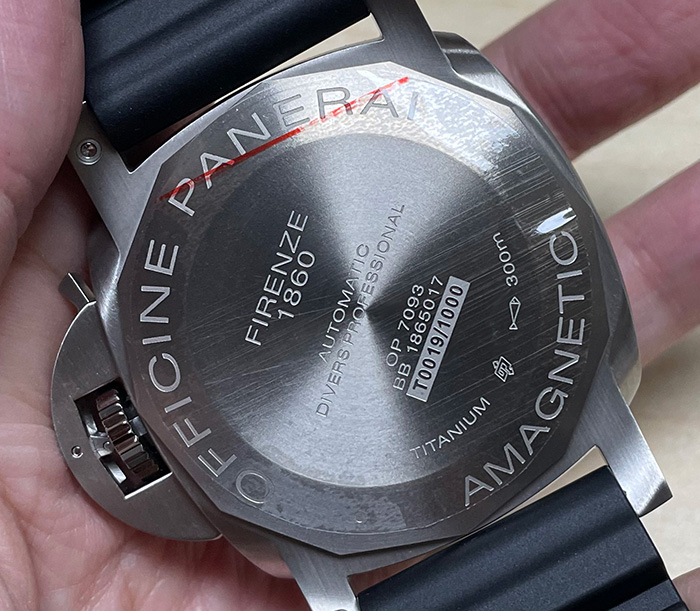 OFFICINE PANERAI
FIRENZE
1860
AUTOMATIC
DIVERS PROFESSIONAL
OP 7093
BB 1865017
T0019/1000
300m
TITANIUM
AMAGNETIC